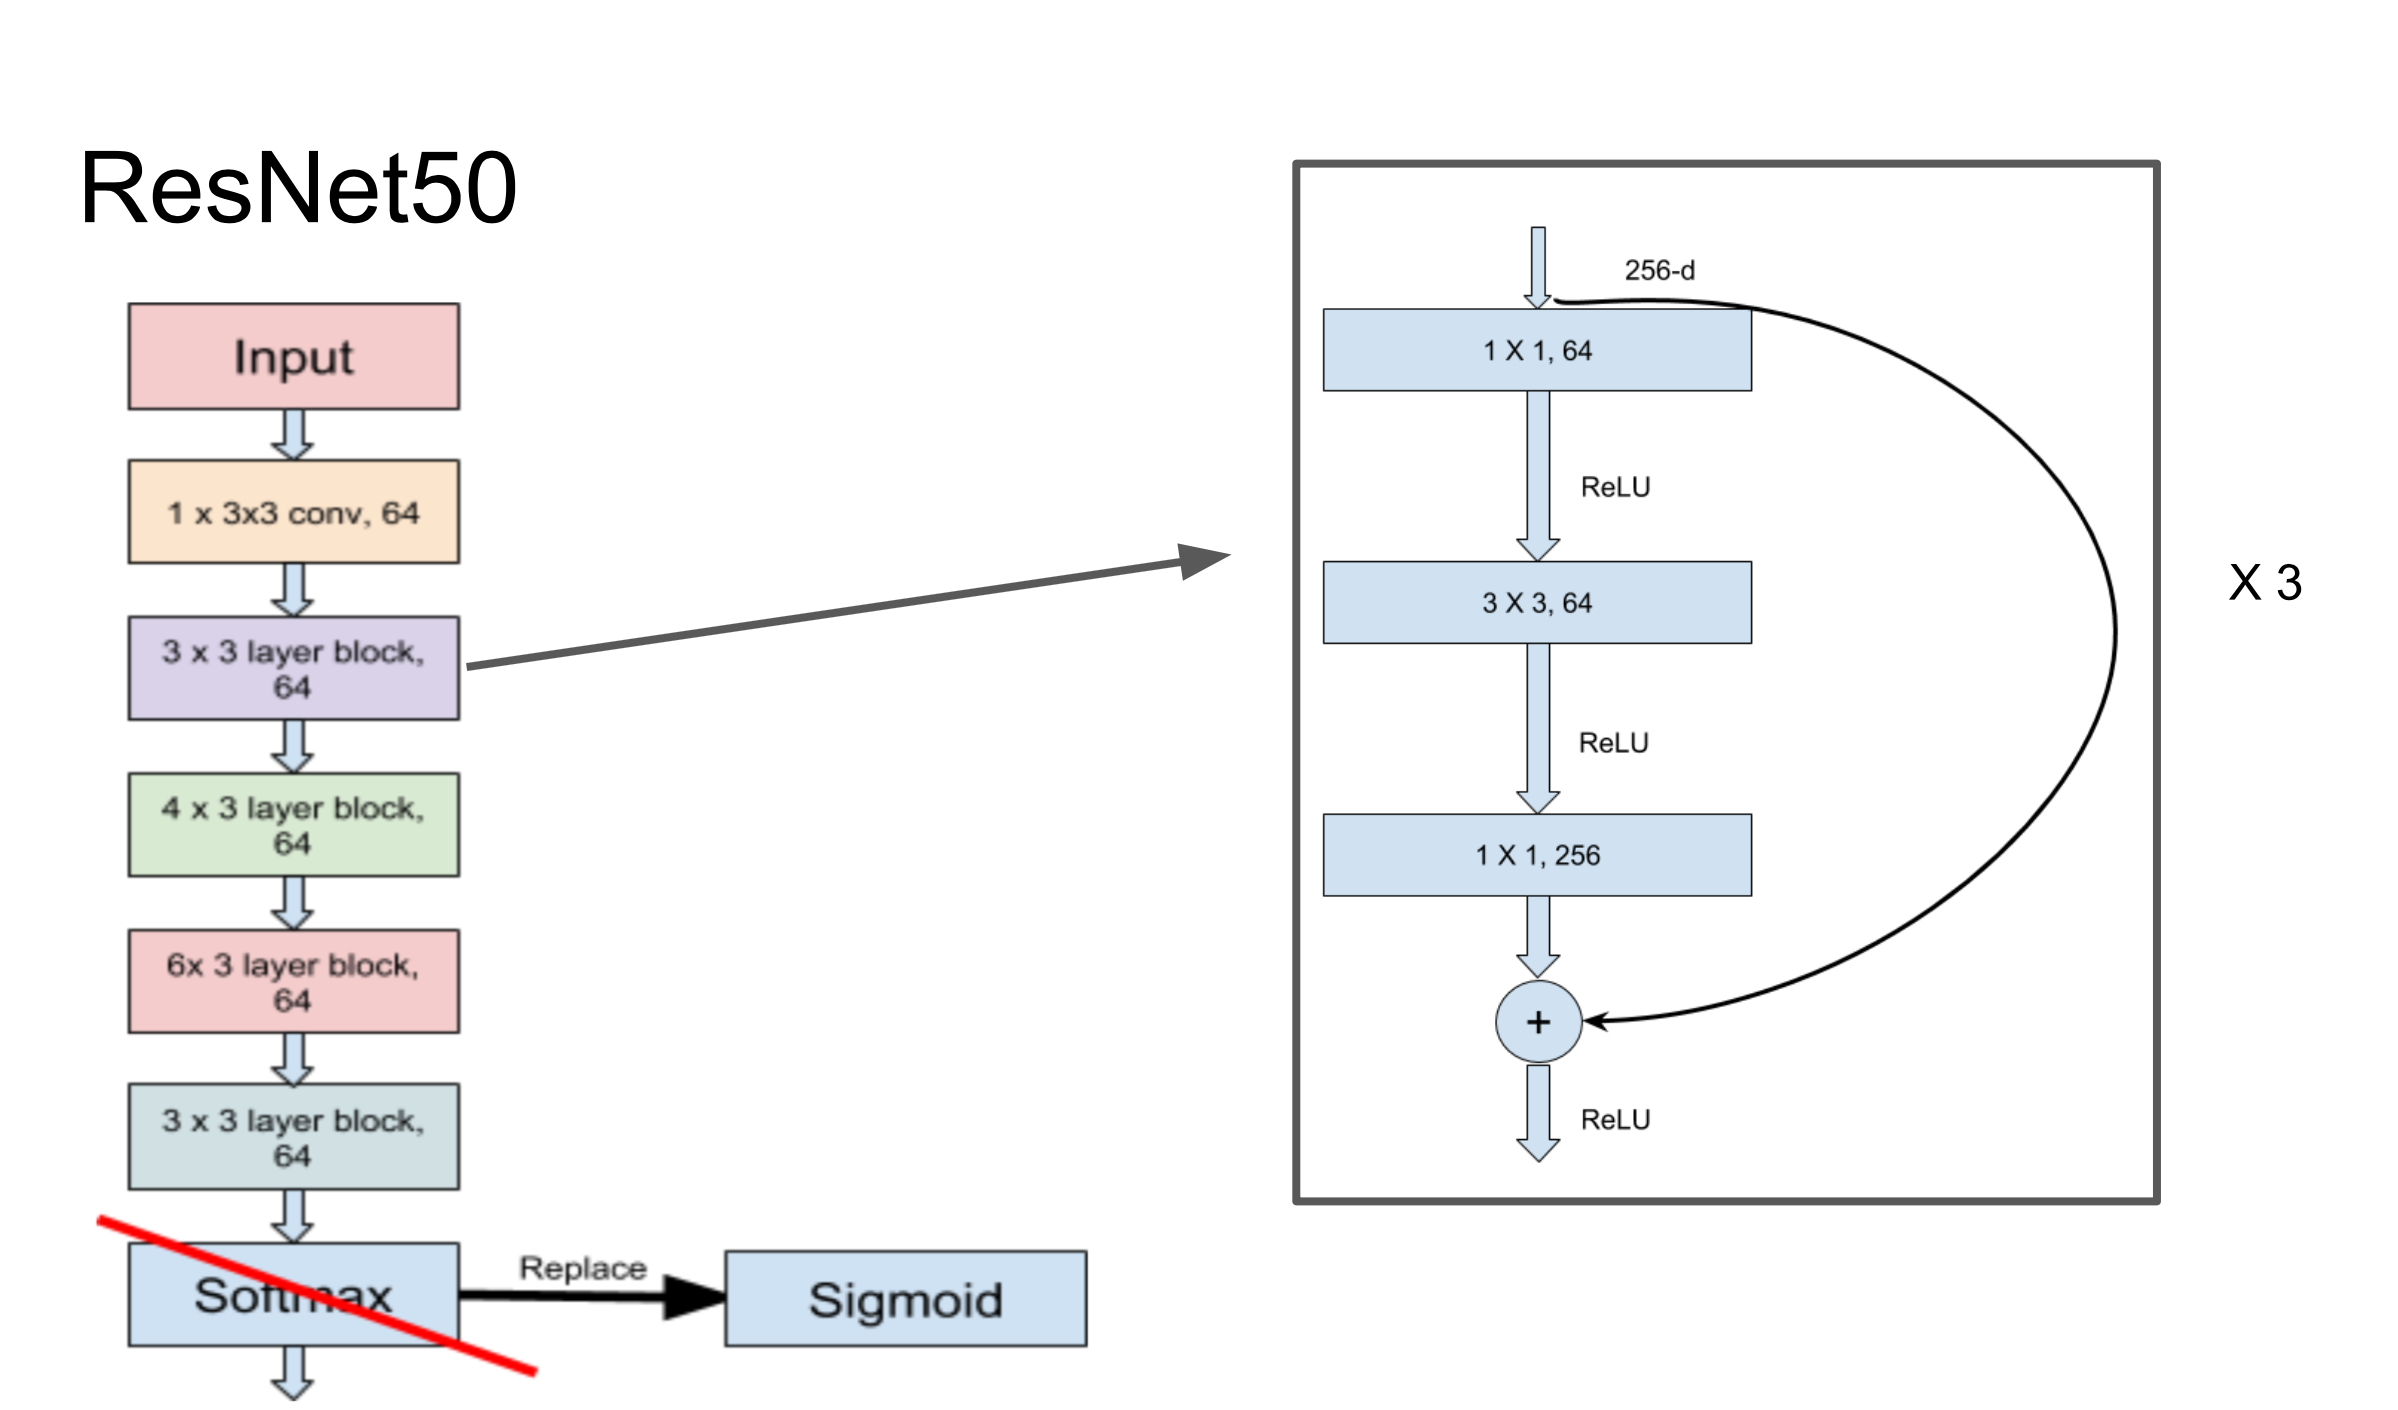 ResNet50
Input
1 x 3x3 conv, 64
3 x 3 layer block,
64
4 x 3 layer block,
64
6x 3 layer block,
64
3 x 3 layer block,
64
Softmax
Replace
Sigmoid
256-d
1 X 1, 64
ReLU
3 X 3, 64
ReLU
1 X 1, 256
+
ReLU
X 3